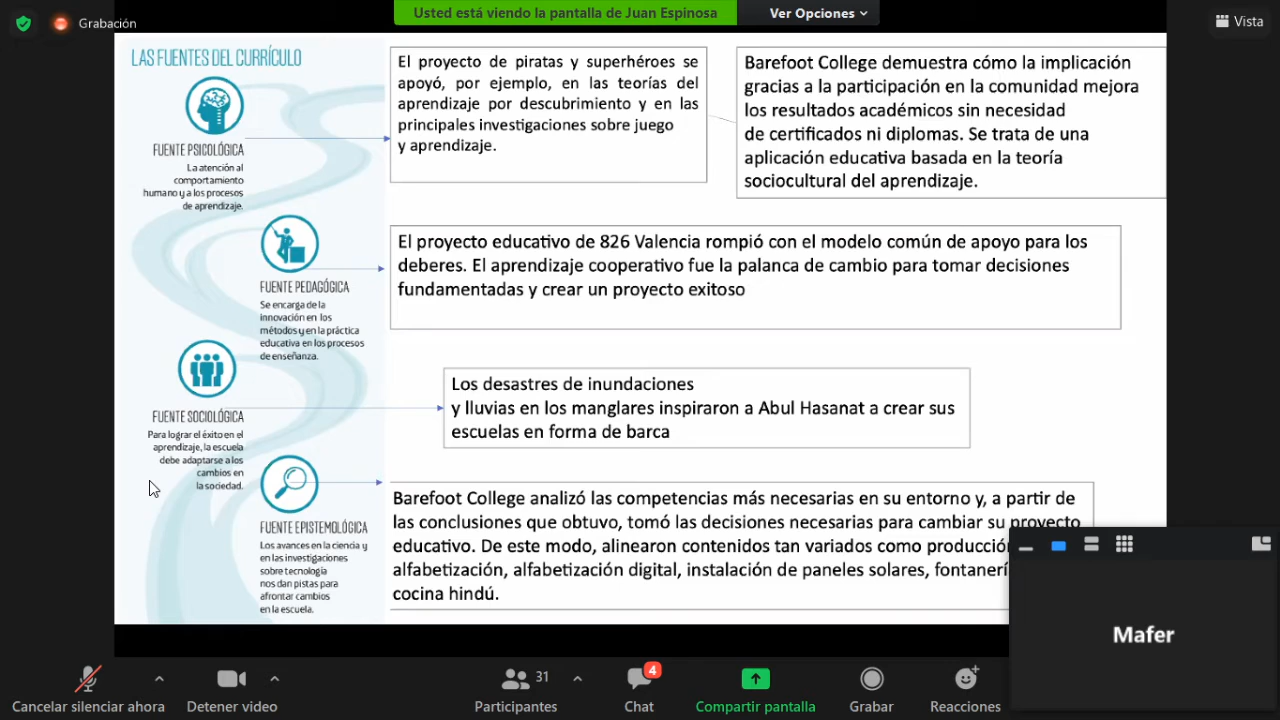 Grabación
Usted está viendo la pantalla de Juan Espinosa
Ver Opciones
Vista
LAS FUENTES DEL CURRÍCULO
FUENTE PSICOLÓGICA
La atención al
comportamiento
humano y a los procesos
de aprendizaje.
El proyecto de piratas y superhéroes se
apoyó, por ejemplo, en las teorías del
aprendizaje por descubrimiento y en las
principales investigaciones sobre juego
y aprendizaje.
Barefoot College demuestra cómo la implicación
gracias a la participación en la comunidad mejora
los resultados académicos sin necesidad
de certificados ni diplomas. Se trata de una
aplicación educativa basada en la teoría
sociocultural del aprendizaje.
FUENTE PEDAGÓGICA
Se encarga de la
innovación en los
métodos y en la práctica
educativa en los procesos
de enseñanza.
El proyecto educativo de 826 Valencia rompió con el modelo común de apoyo para los
deberes. El aprendizaje cooperativo fue la palanca de cambio para tomar decisiones
fundamentadas y crear un proyecto exitoso
FUENTE SOCIOLÓGICA
Para lograr el éxito en el
aprendizaje, la escuela
debe adaptarse a los
cambios en
la sociedad.
Los desastres de inundaciones
y lluvias en los manglares inspiraron a Abul Hasanat a crear sus
escuelas en forma de barca
FUENTE EPISTEMOLÓGICA
Los avances en la ciencia y
en las investigaciones
sobre tecnología
nos dan pistas para
afrontar cambios
en la escuela.
Barefoot College analizó las competencias más necesarias en su entorno y, a partir de
las conclusiones que obtuvo, tomó las decisiones necesarias para cambiar su proyecto
educativo. De este modo, alinearon contenidos tan variados como producció
alfabetización, alfabetización digital, instalación de paneles solares, fontanerí
cocina hindú.
Mafer
Cancelar silenciar ahora
Detener video
Participantes
31
Chat
4
Compartir pantalla
Grabar
Reacciones